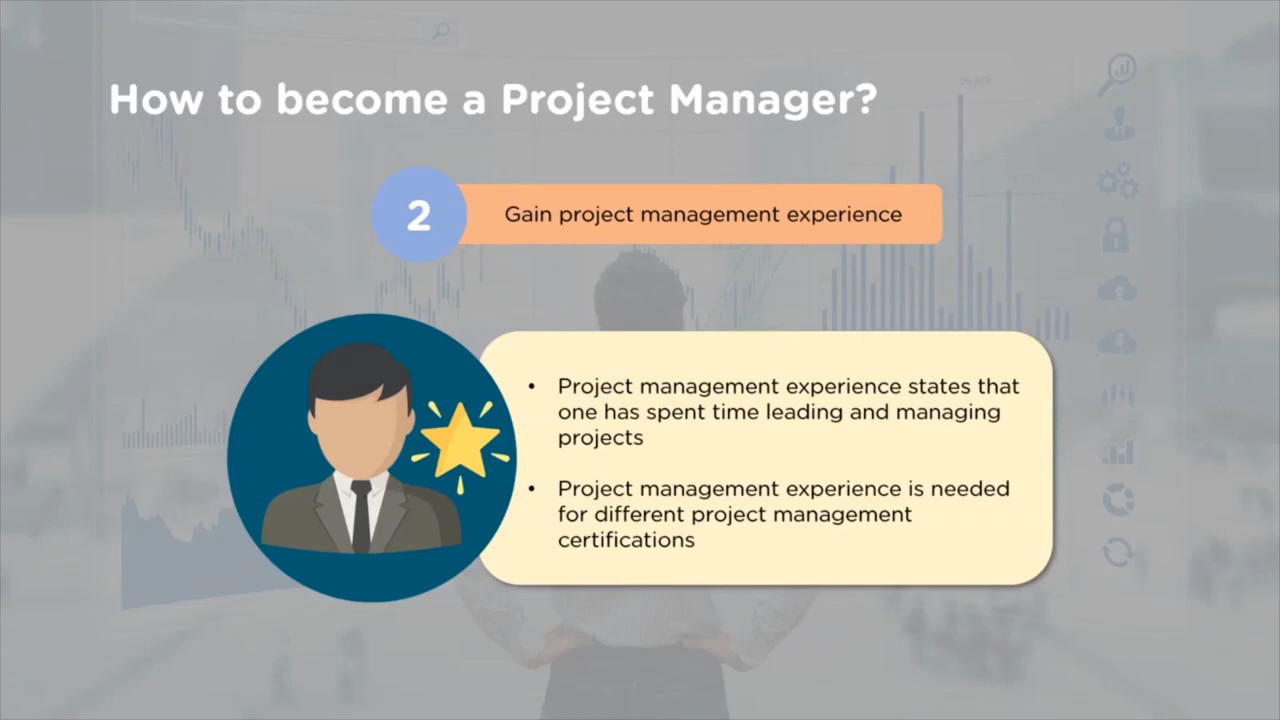 How to become a Project Manager?
2
Gain project management experience
• Project management experience states that
one has spent time leading and managing
projects
• Project management experience is needed
for different project management
certifications